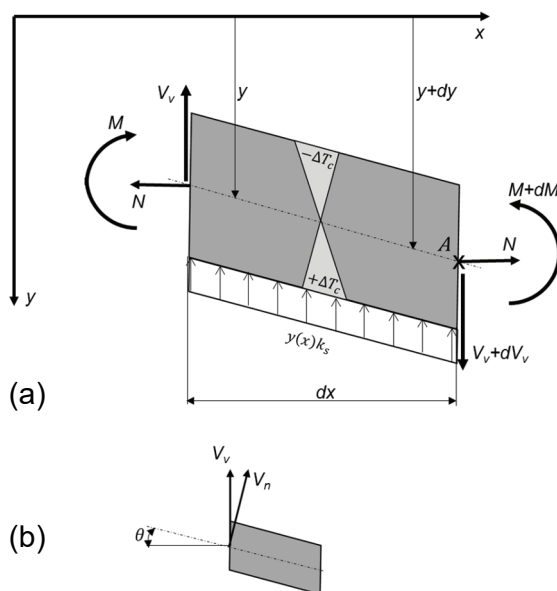 x
V_v
y
y+dy
M
−ΔT_c
M+dM
N
A
N
+ΔT_c
y
y(x)k_s
V_v+dV_v
(a)
dx
V_v
V_n
(b)
θ